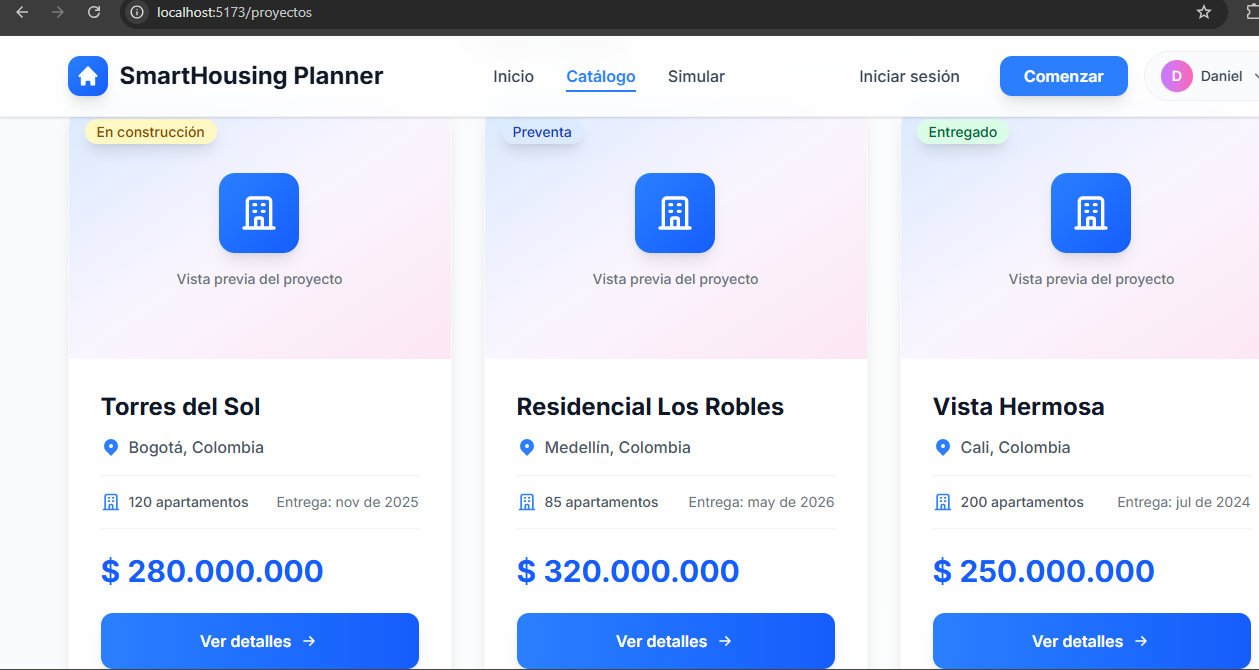 localhost:5173/proyectos
SmartHousing Planner
Inicio
Catálogo
Simular
Iniciar sesión
Comenzar
D
Daniel
En construcción
Vista previa del proyecto
Torres del Sol
Bogotá, Colombia
120 apartamentos
Entrega: nov de 2025
$ 280.000.000
Ver detalles →
Preventa
Vista previa del proyecto
Residencial Los Robles
Medellín, Colombia
85 apartamentos
Entrega: may de 2026
$ 320.000.000
Ver detalles →
Entregado
Vista previa del proyecto
Vista Hermosa
Cali, Colombia
200 apartamentos
Entrega: jul de 2024
$ 250.000.000
Ver detalles →